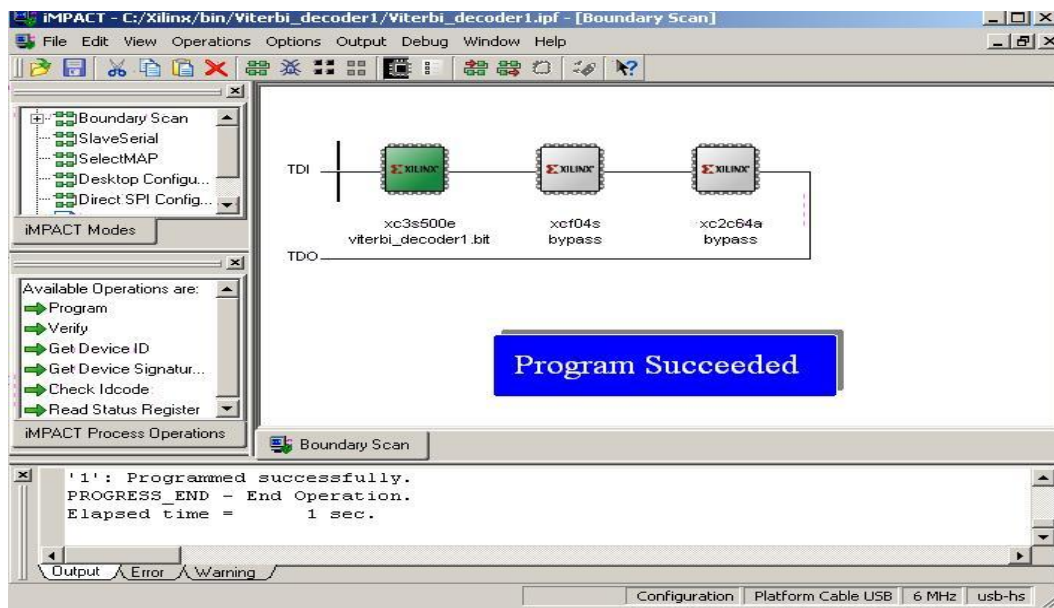 iMPACT - C:/Xilinx/bin/Viterbi_decoder1/Viterbi_decoder1.ipf - [Boundary Scan]
File Edit View Operations Options Output Debug Window Help
Boundary Scan
SlaveSerial
SelectMAP
Desktop Configu...
Direct SPI Config...
iMPACT Modes
Available Operations are:
Program
Verify
Get Device ID
Get Device Signatur...
Check Idcode
Read Status Register
iMPACT Process Operations
TDI
XILINX XILINX XILINX
xc3s500e xcf04s xc2c64a
viterbi_decoder1.bit bypass bypass
TDO
Program Succeeded
Boundary Scan
'1': Programmed successfully.
PROGRESS_END - End Operation.
Elapsed time = 1 sec.
Output Error Warning
Configuration Platform Cable USB 6 MHz usb-hs